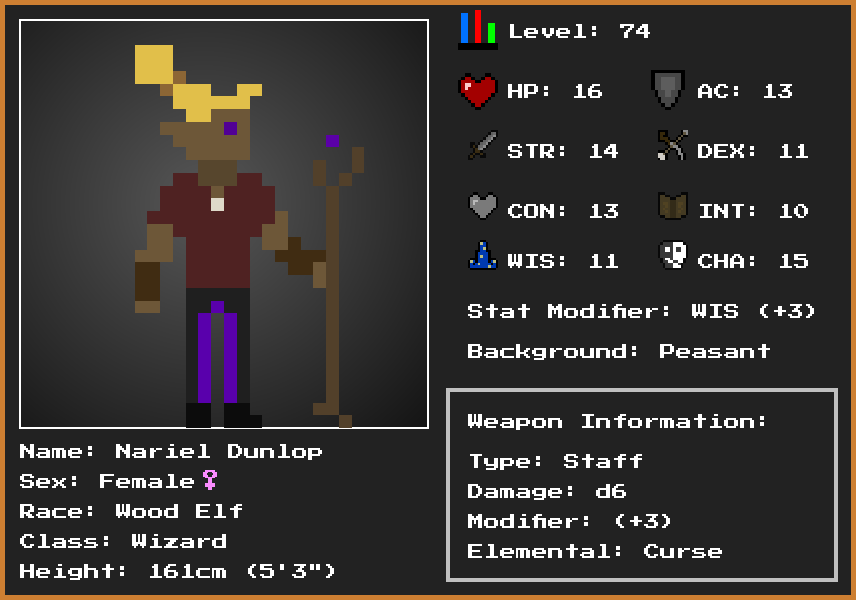 Level: 74
HP: 16
AC: 13
STR: 14
DEX: 11
CON: 13
INT: 10
WIS: 11
CHA: 15
Stat Modifier: WIS (+3)
Background: Peasant
Weapon Information:
Type: Staff
Damage: d6
Modifier: (+3)
Elemental: Curse
Name: Nariel Dunlop
Sex: Female♀
Race: Wood Elf
Class: Wizard
Height: 161cm (5'3")